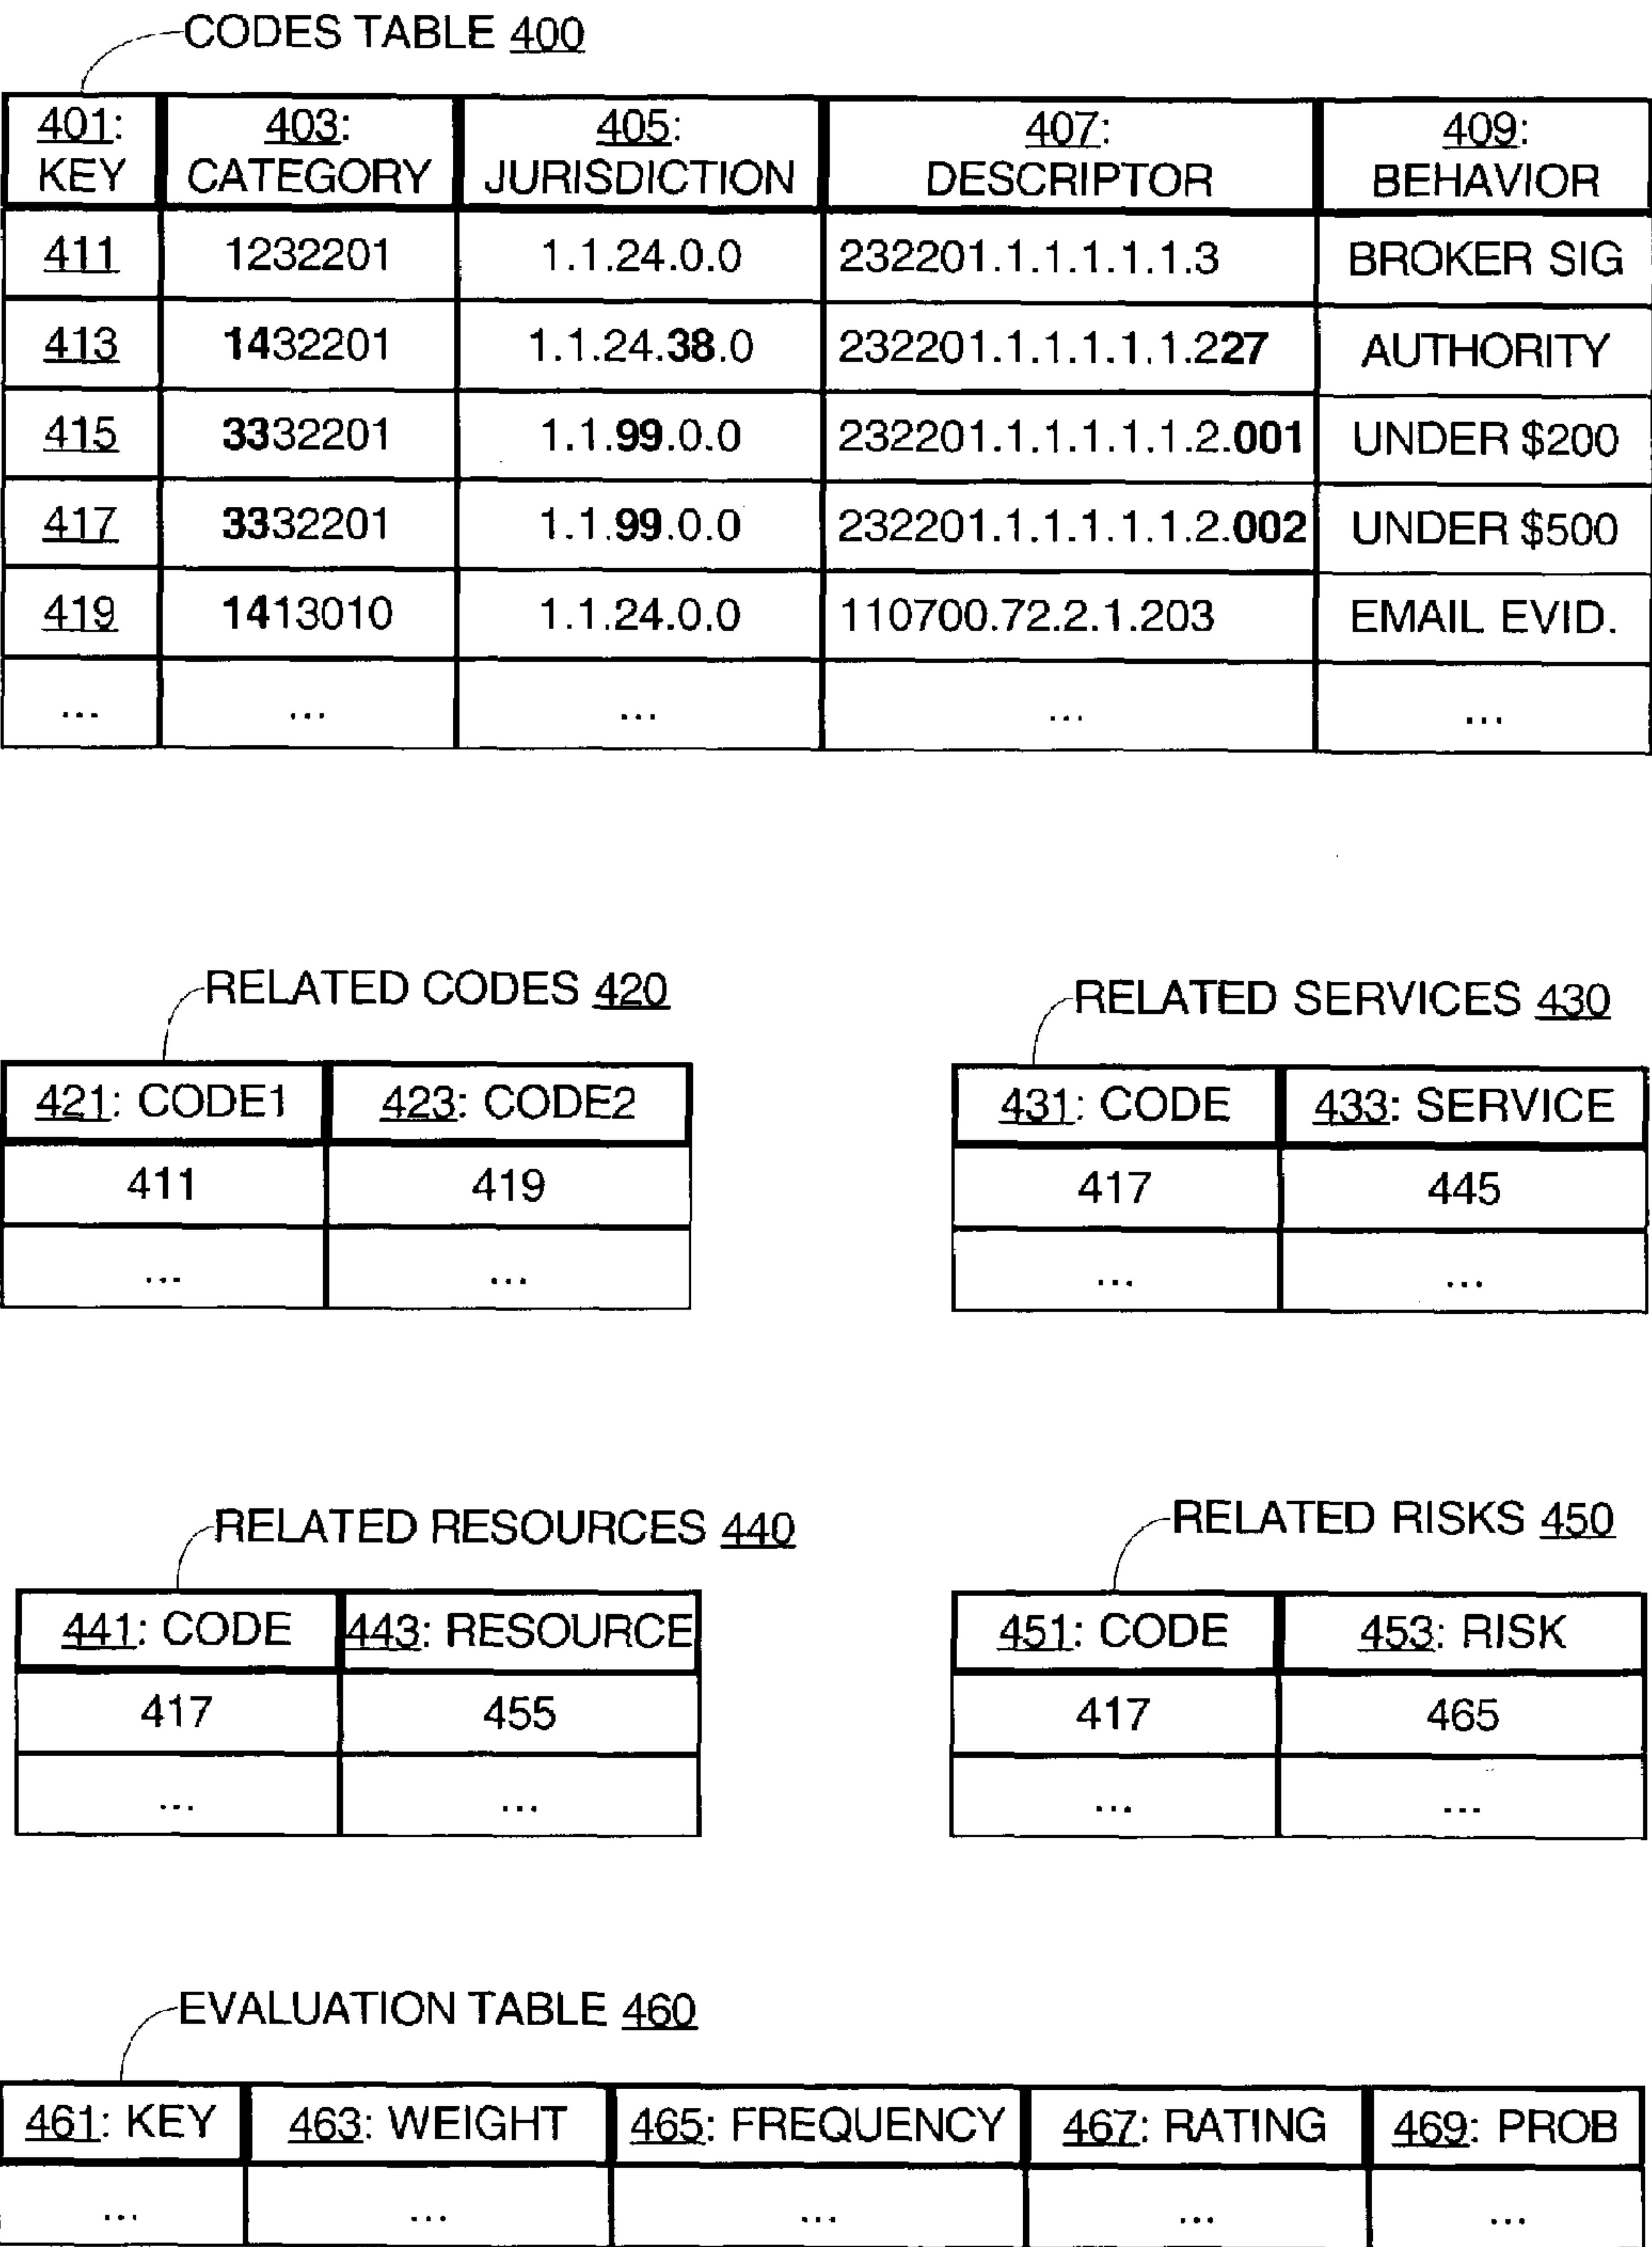 CODES TABLE 400
401: KEY 403: CATEGORY 405: JURISDICTION 407: DESCRIPTOR 409: BEHAVIOR
411 1232201 1.1.24.0.0 232201.1.1.1.1.1.3 BROKER SIG
413 1432201 1.1.24.38.0 232201.1.1.1.1.1.227 AUTHORITY
415 3332201 1.1.99.0.0 232201.1.1.1.1.1.2.001 UNDER $200
417 3332201 1.1.99.0.0 232201.1.1.1.1.1.2.002 UNDER $500
419 1413010 1.1.24.0.0 110700.72.2.1.203 EMAIL EVID.
... ... ... ... ...
RELATED CODES 420
421: CODE1 423: CODE2
411 419
... ...
RELATED SERVICES 430
431: CODE 433: SERVICE
417 445
... ...
RELATED RESOURCES 440
441: CODE 443: RESOURCE
417 455
... ...
RELATED RISKS 450
451: CODE 453: RISK
417 465
... ...
EVALUATION TABLE 460
461: KEY 463: WEIGHT 465: FREQUENCY 467: RATING 469: PROB
... ... ... ... ...